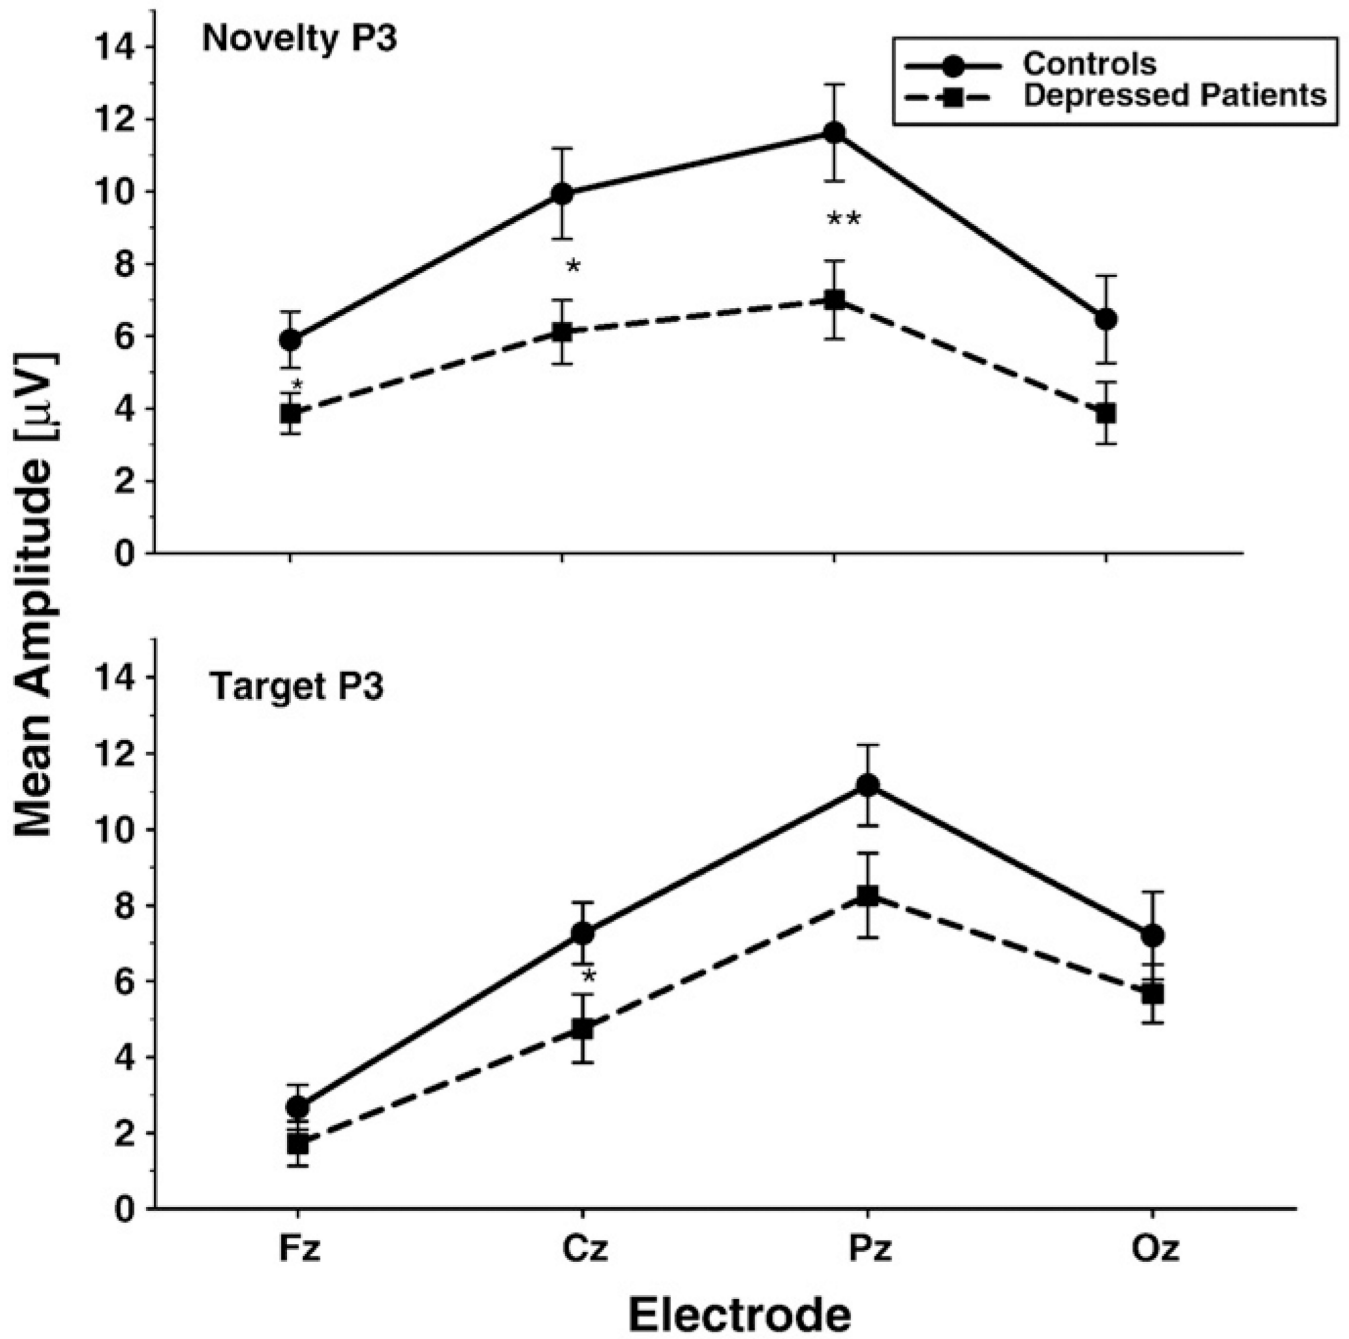 Novelty P3
Controls
Depressed Patients
14
12
10
8
6
4
2
0
*
*
**
Mean Amplitude [μV]
Target P3
14
12
10
8
6
4
2
0
*
Fz Cz Pz Oz
Electrode